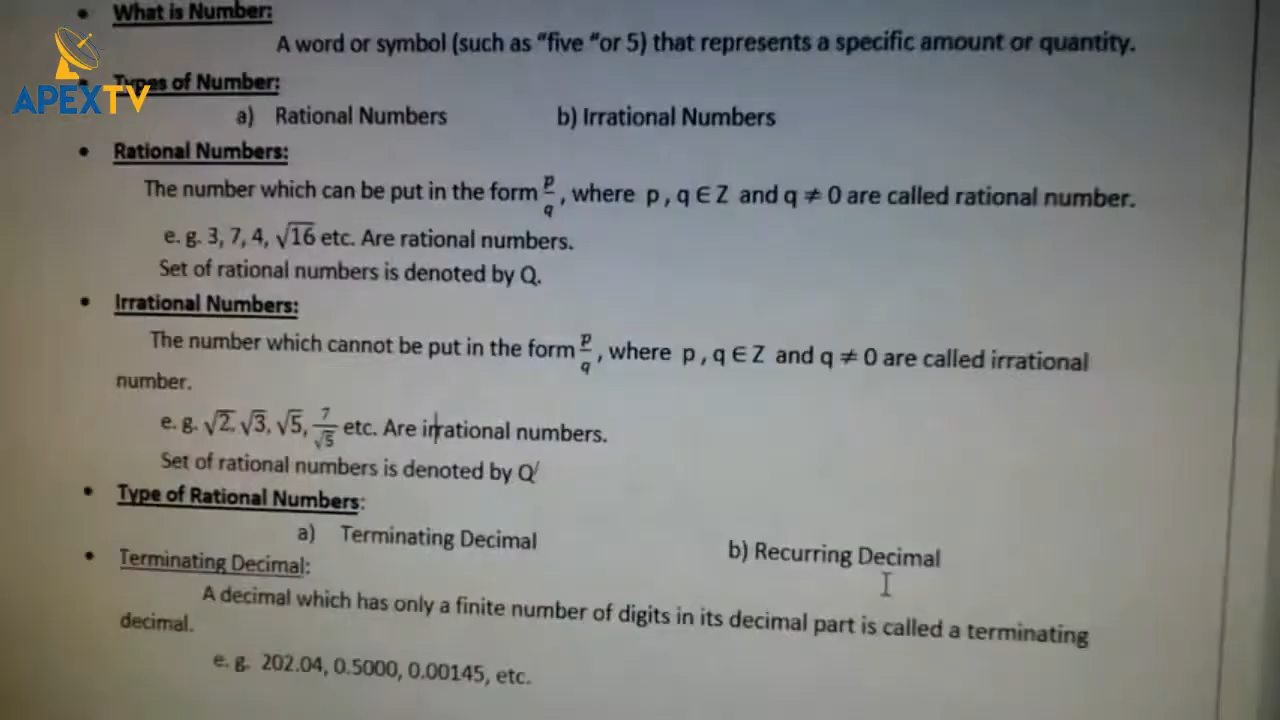 What is Number:
A word or symbol (such as "five "or 5) that represents a specific amount or quantity.
APEXTV
Types of Number:
a) Rational Numbers b) Irrational Numbers
Rational Numbers:
The number which can be put in the form p/q, where p, q ∈ Z and q ≠ 0 are called rational number.
e. g. 3, 7, 4, √16 etc. Are rational numbers.
Set of rational numbers is denoted by Q.
Irrational Numbers:
The number which cannot be put in the form p/q, where p, q ∈ Z and q ≠ 0 are called irrational
number.
e. g. √2, √3, √5, 7/√5 etc. Are irrational numbers.
Set of rational numbers is denoted by Q/
Type of Rational Numbers:
a) Terminating Decimal b) Recurring Decimal
Terminating Decimal:
A decimal which has only a finite number of digits in its decimal part is called a terminating
decimal.
e. g. 202.04, 0.5000, 0.00145, etc.